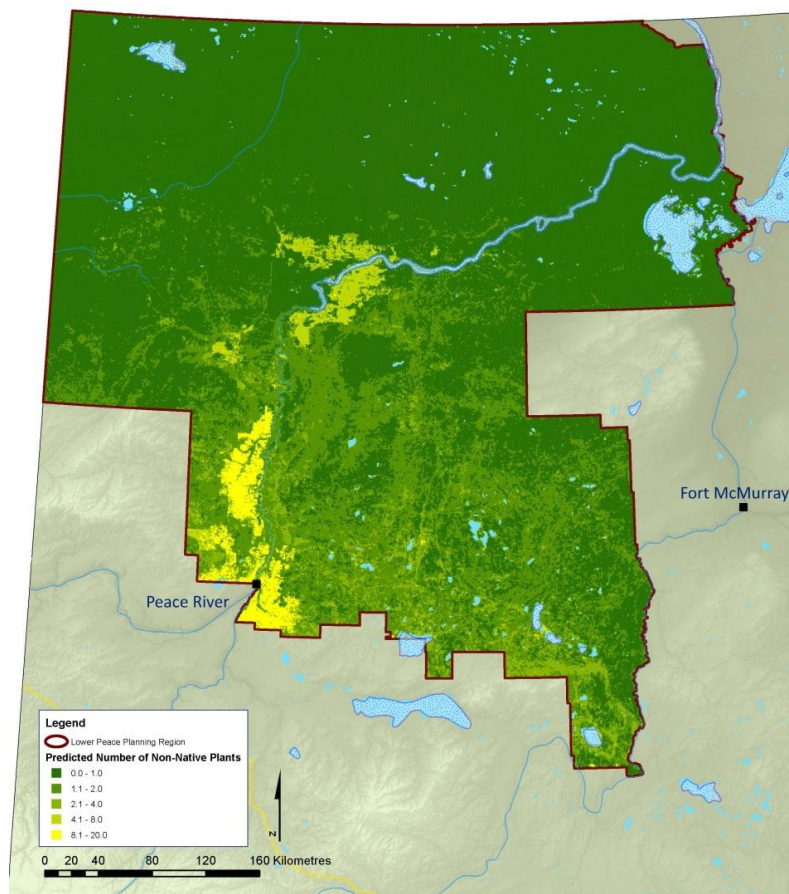 Fort McMurray
Peace River
Legend
Lower Peace Planning Region
Predicted Number of Non-Native Plants
0.0 - 1.0
1.1 - 2.0
2.1 - 4.0
4.1 - 8.0
8.1 - 20.0
N
0 20 40 80 120 160 Kilometres